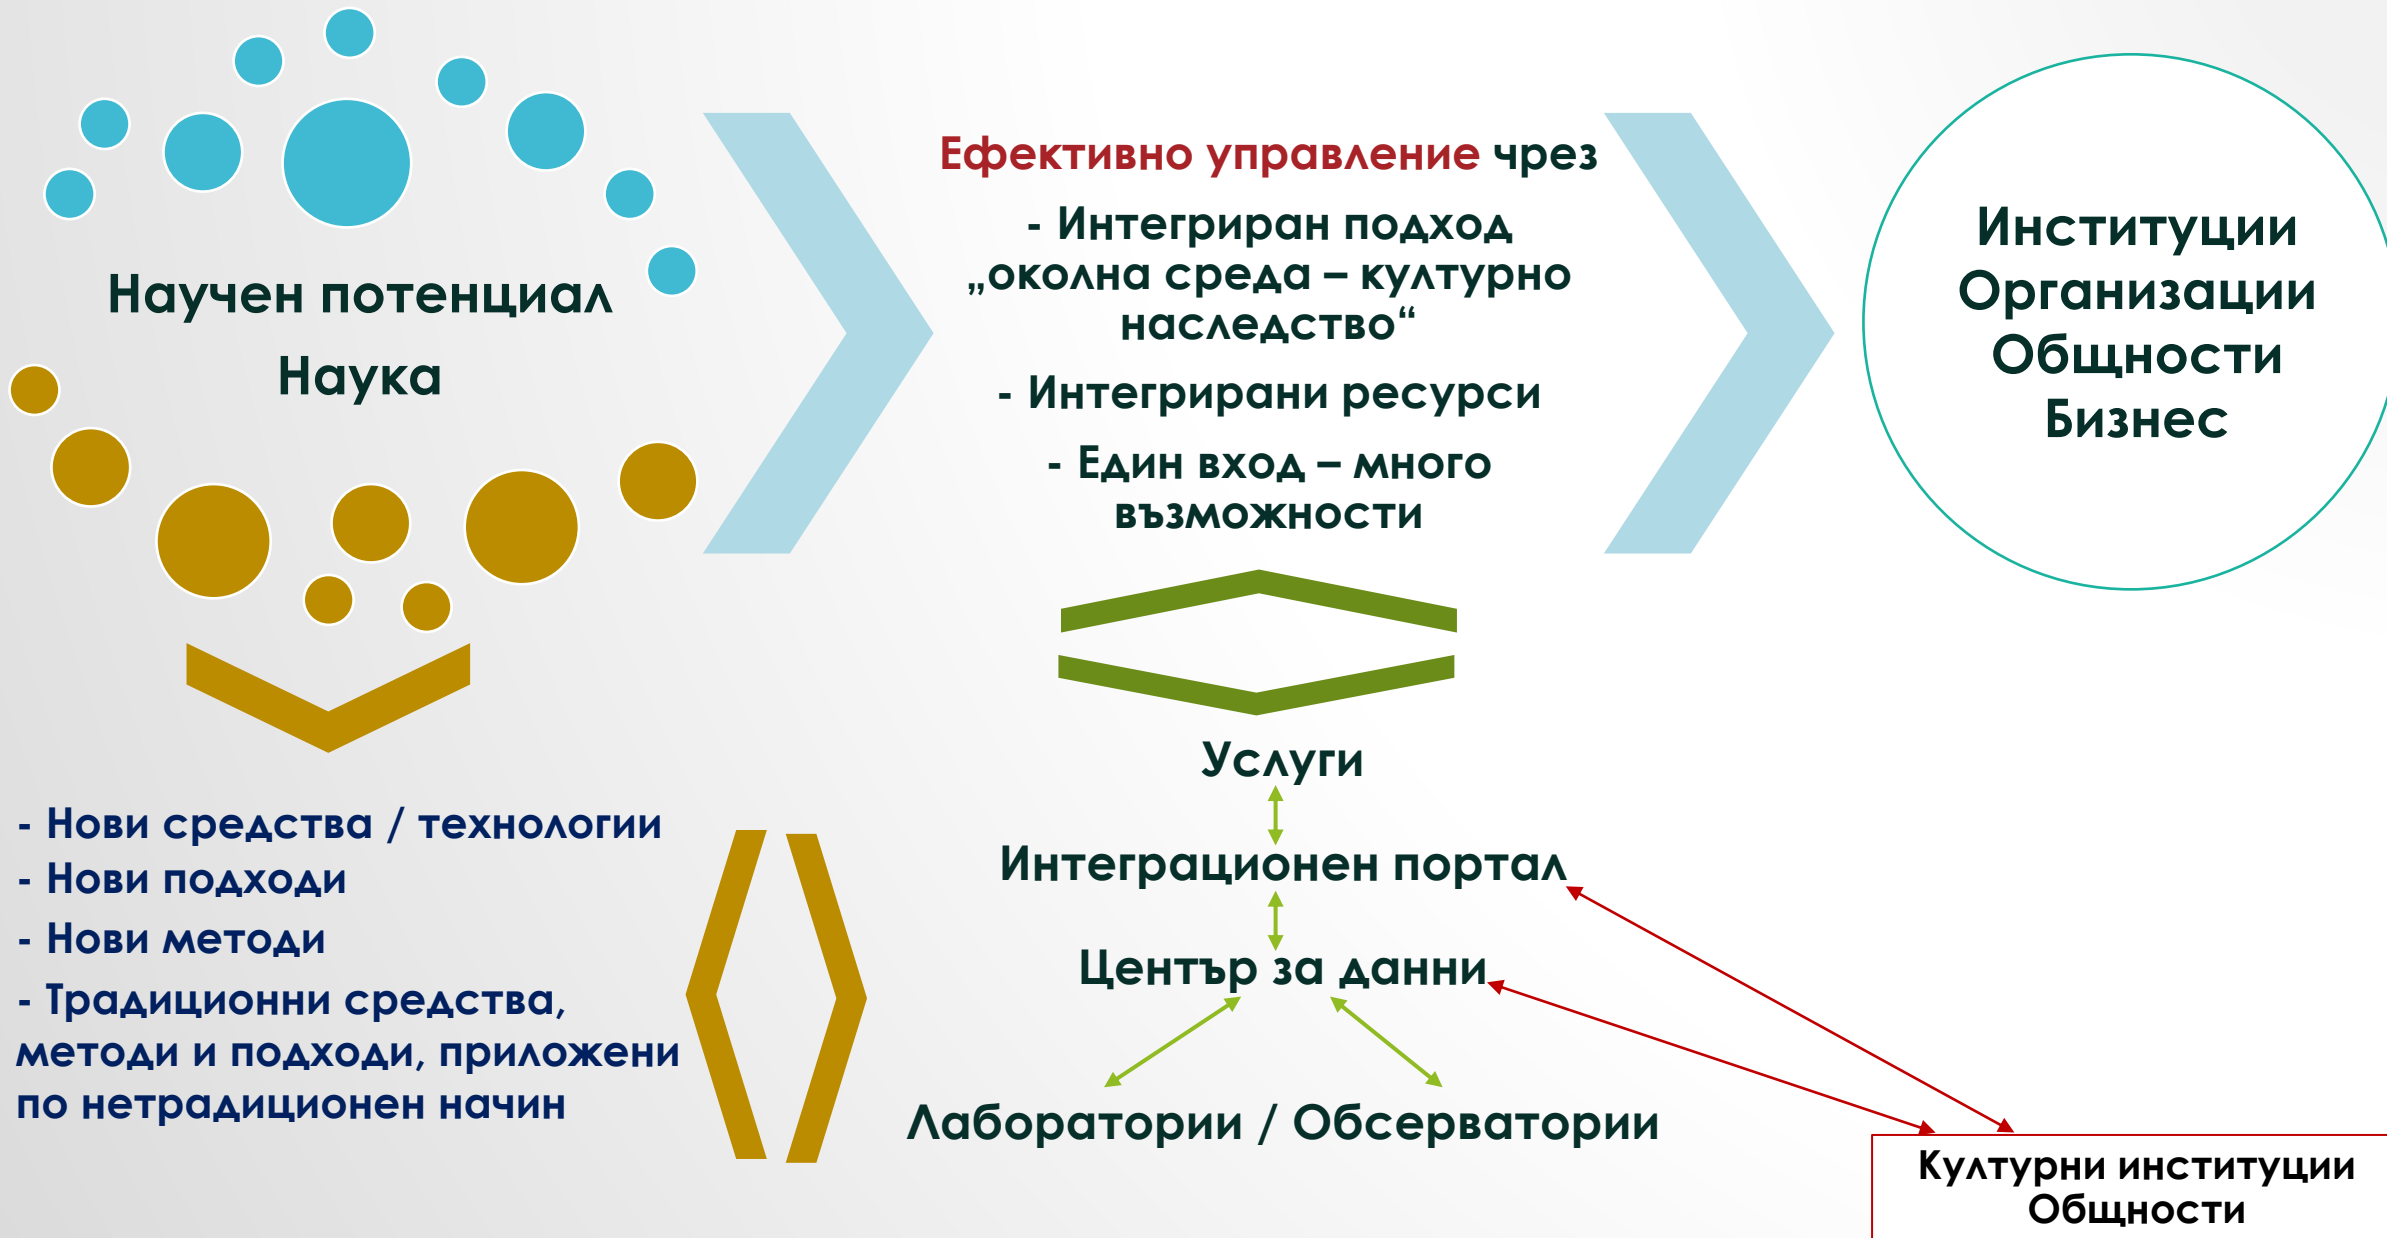 Научен потенциал
Наука
Ефективно управление чрез
- Интегриран подход
„околна среда – културно
наследство“
- Интегрирани ресурси
- Един вход – много
възможности
Институции
Организации
Общности
Бизнес
- Нови средства / технологии
- Нови подходи
- Нови методи
- Традиционни средства,
методи и подходи, приложени
по нетрадиционен начин
Услуги
Интеграционен портал
Център за данни
Лаборатории / Обсерватории
Културни институции
Общности